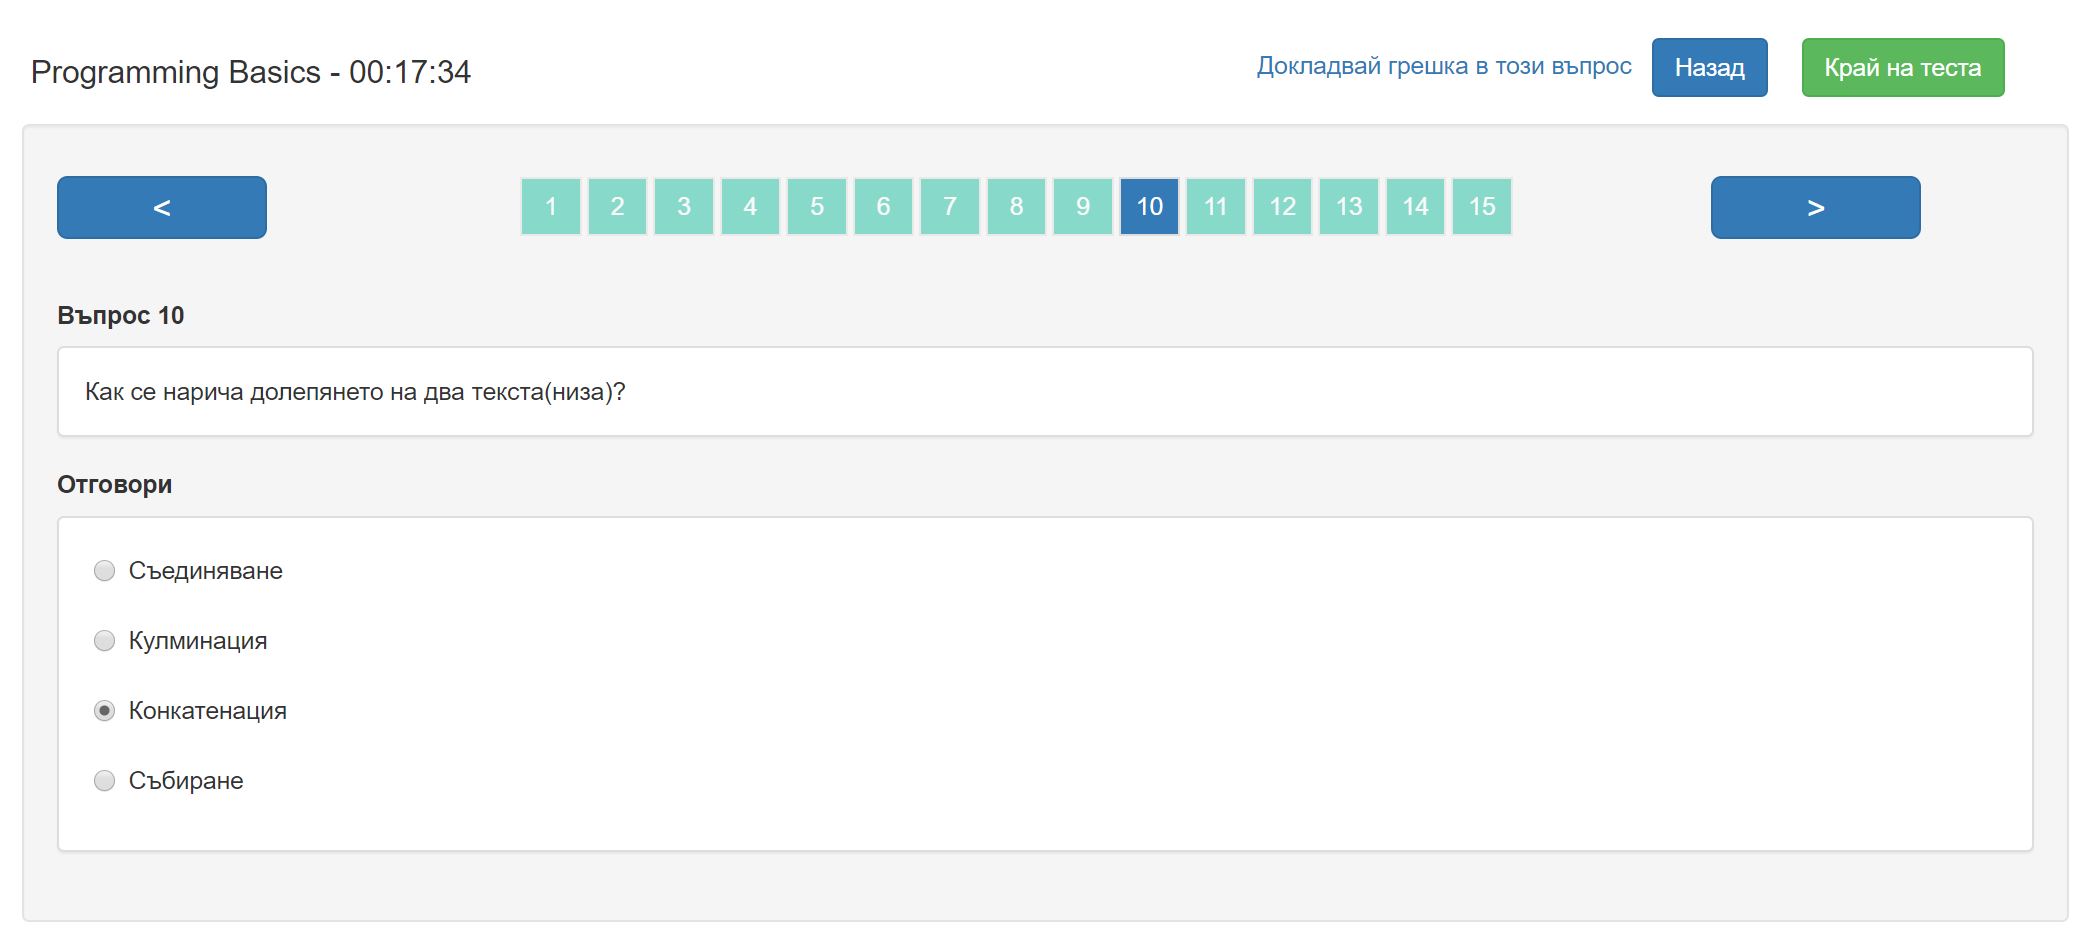 Programming Basics - 00:17:34
Докладвай грешка в този въпрос
Назад
Край на теста
<
1 2 3 4 5 6 7 8 9 10 11 12 13 14 15
>
Въпрос 10
Как се нарича долепянето на два текста(низа)?
Отговори
Съединяване
Кулминация
Конкатенация
Събиране